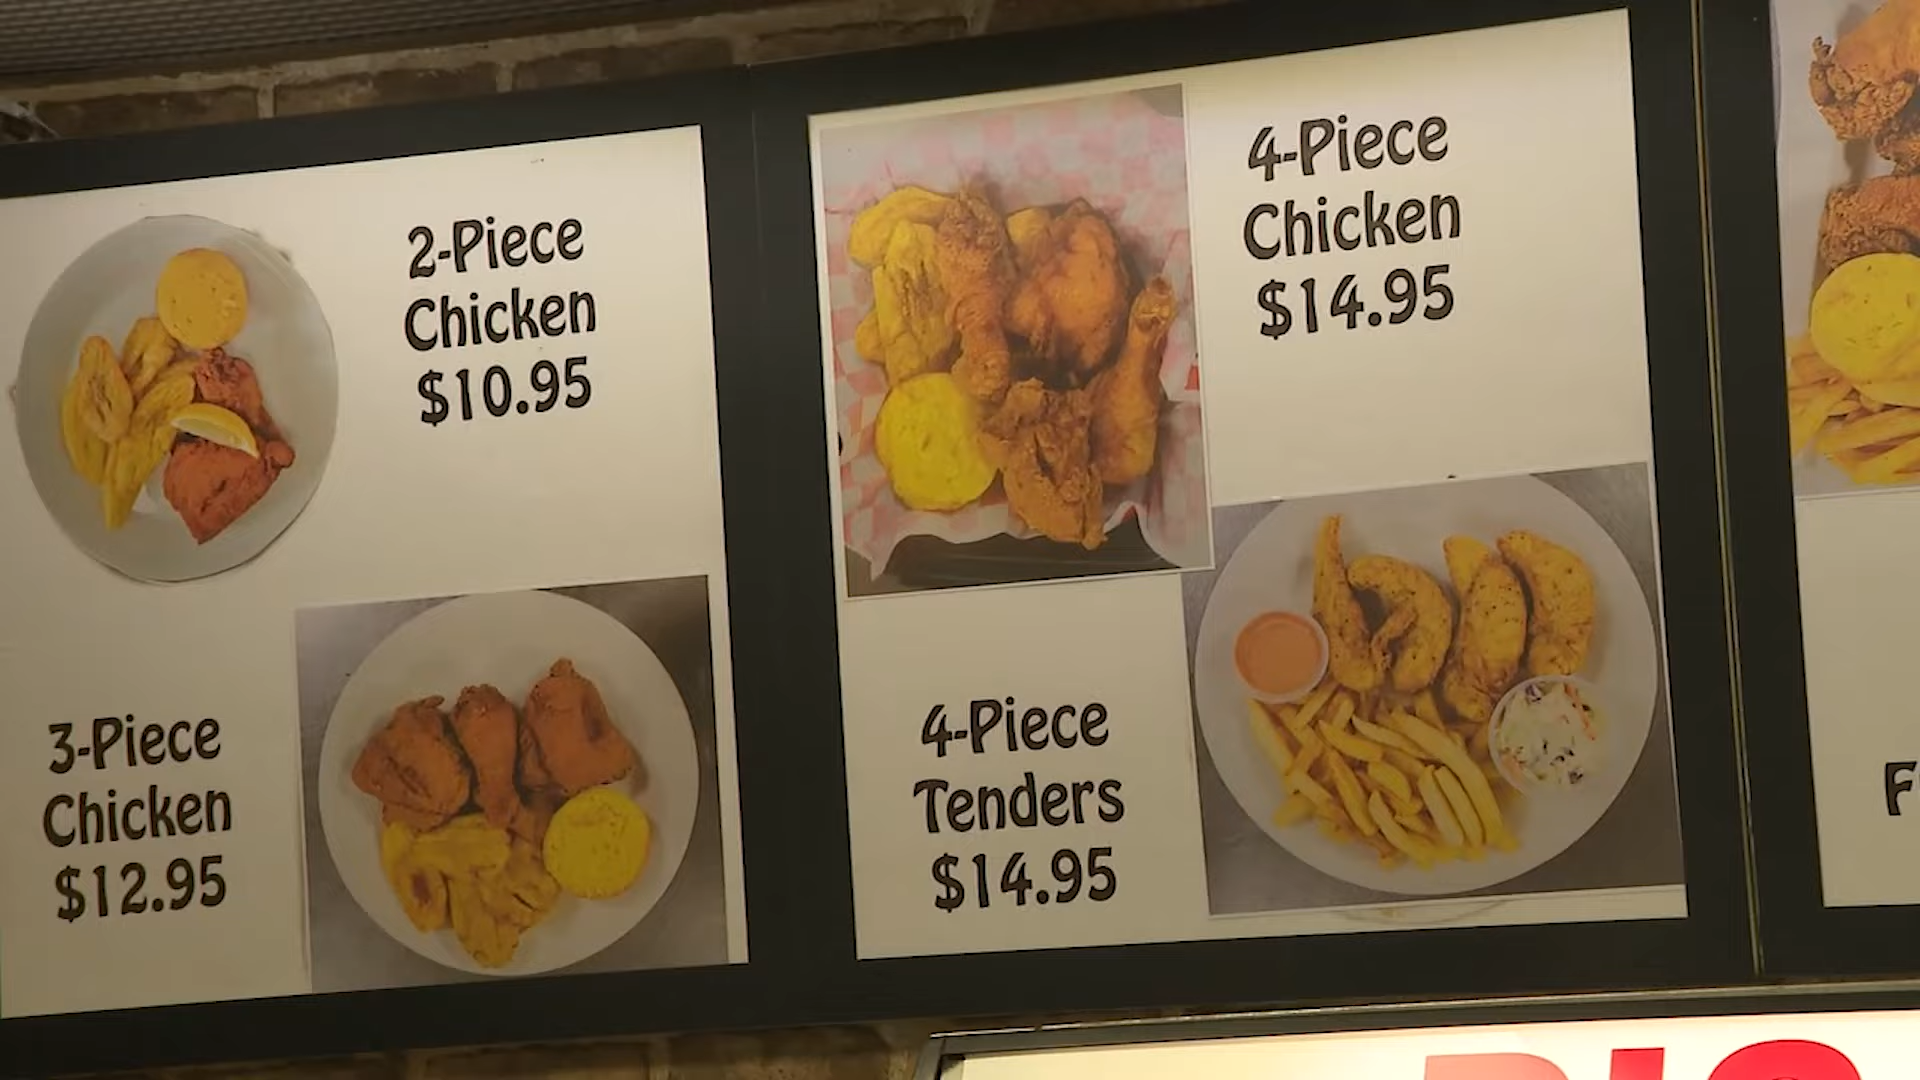 2-Piece
Chicken
$10.95
3-Piece
Chicken
$12.95
4-Piece
Chicken
$14.95
4-Piece
Tenders
$14.95